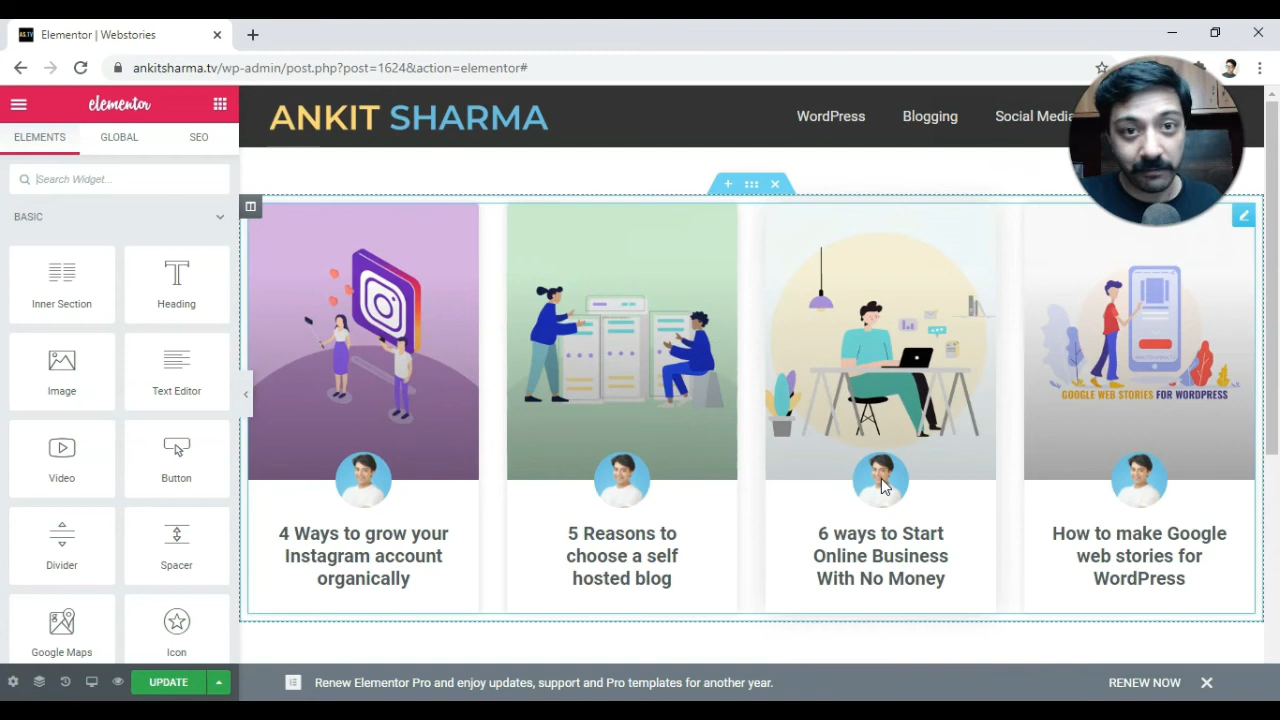 Elementor | Webstories
ankitsharma.tv/wp-admin/post.php?post=1624&action=elementor#
elementor
ELEMENTS GLOBAL SEO
Search Widget...
BASIC
Inner Section Heading
Image Text Editor
Video Button
Divider Spacer
Google Maps Icon
UPDATE
ANKIT SHARMA WordPress Blogging Social Media
GOOGLE WEB STORIES FOR WORDPRESS
4 Ways to grow your
Instagram account
organically
5 Reasons to
choose a self
hosted blog
6 ways to Start
Online Business
With No Money
How to make Google
web stories for
WordPress
Renew Elementor Pro and enjoy updates, support and Pro templates for another year. RENEW NOW